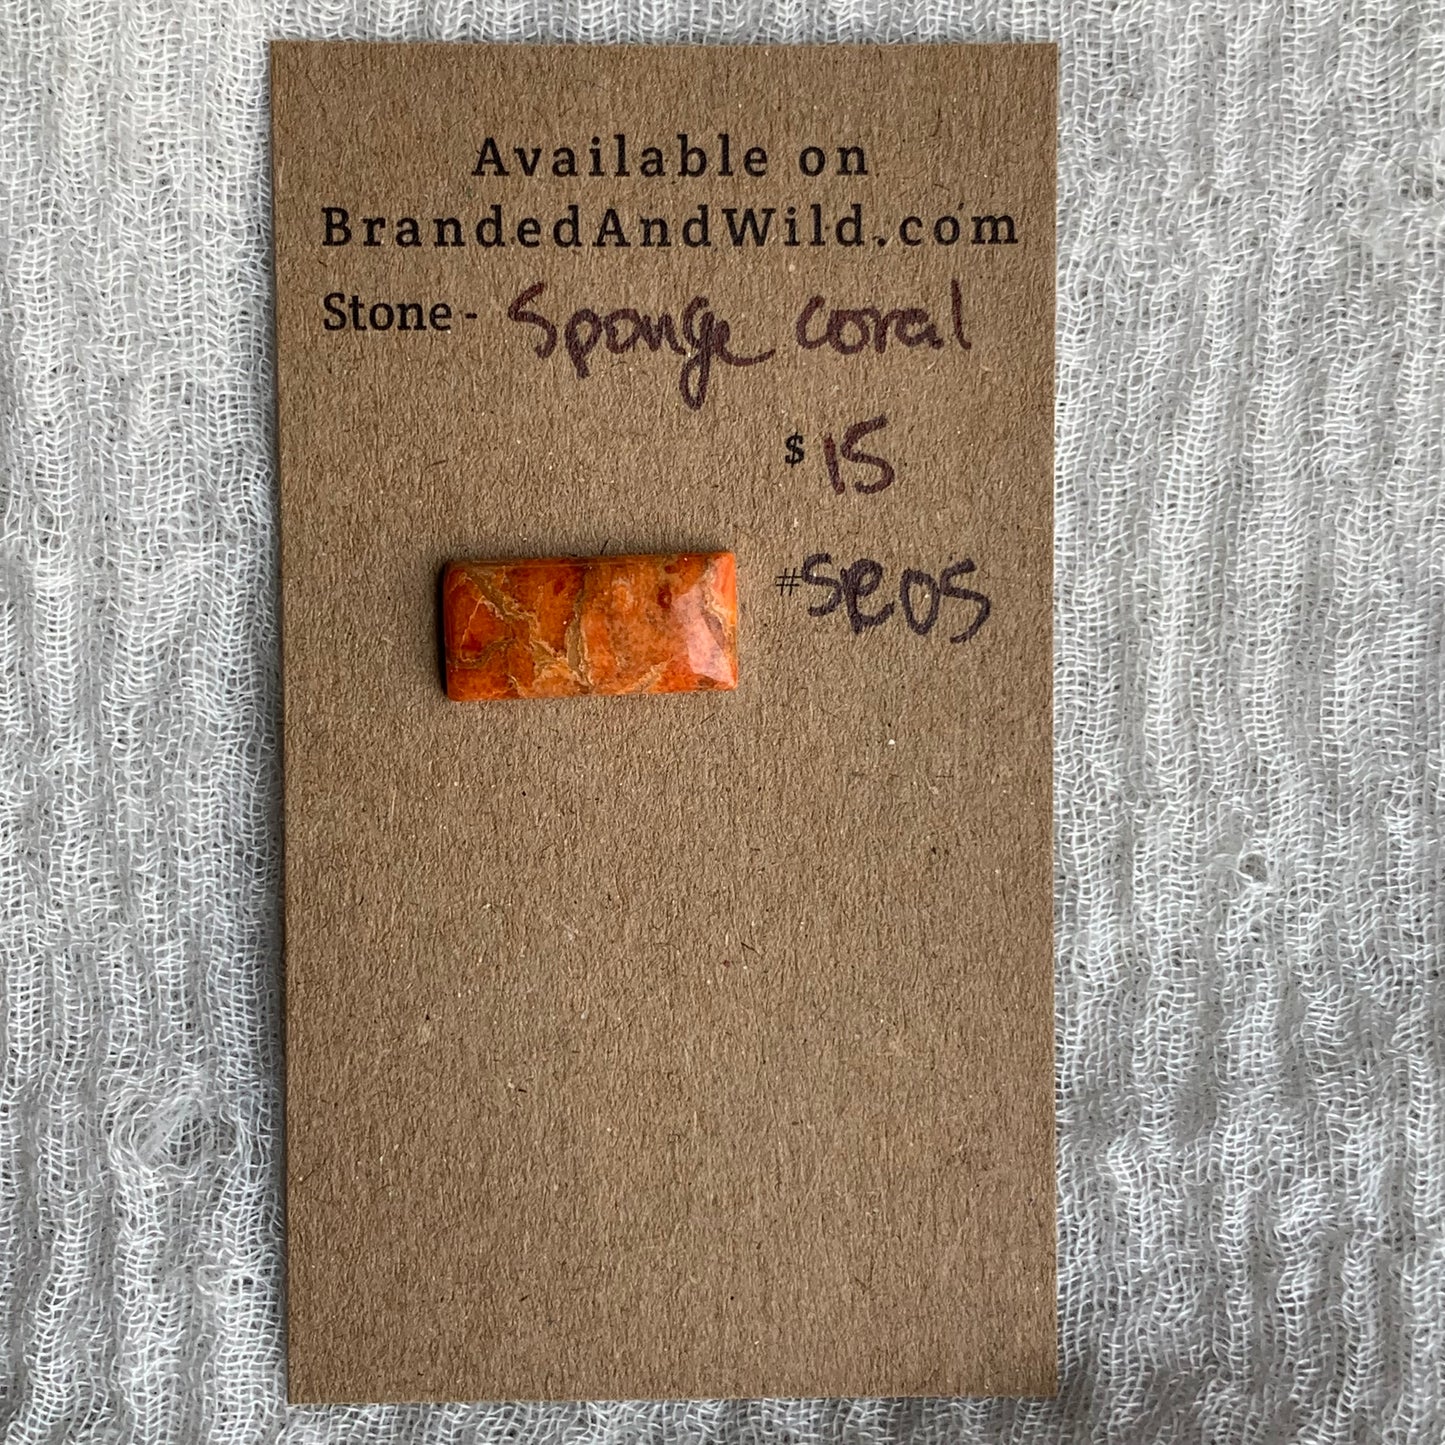 Available on
BrandedAndWild.com
Stone - Sponge coral
$ 15
#SC05